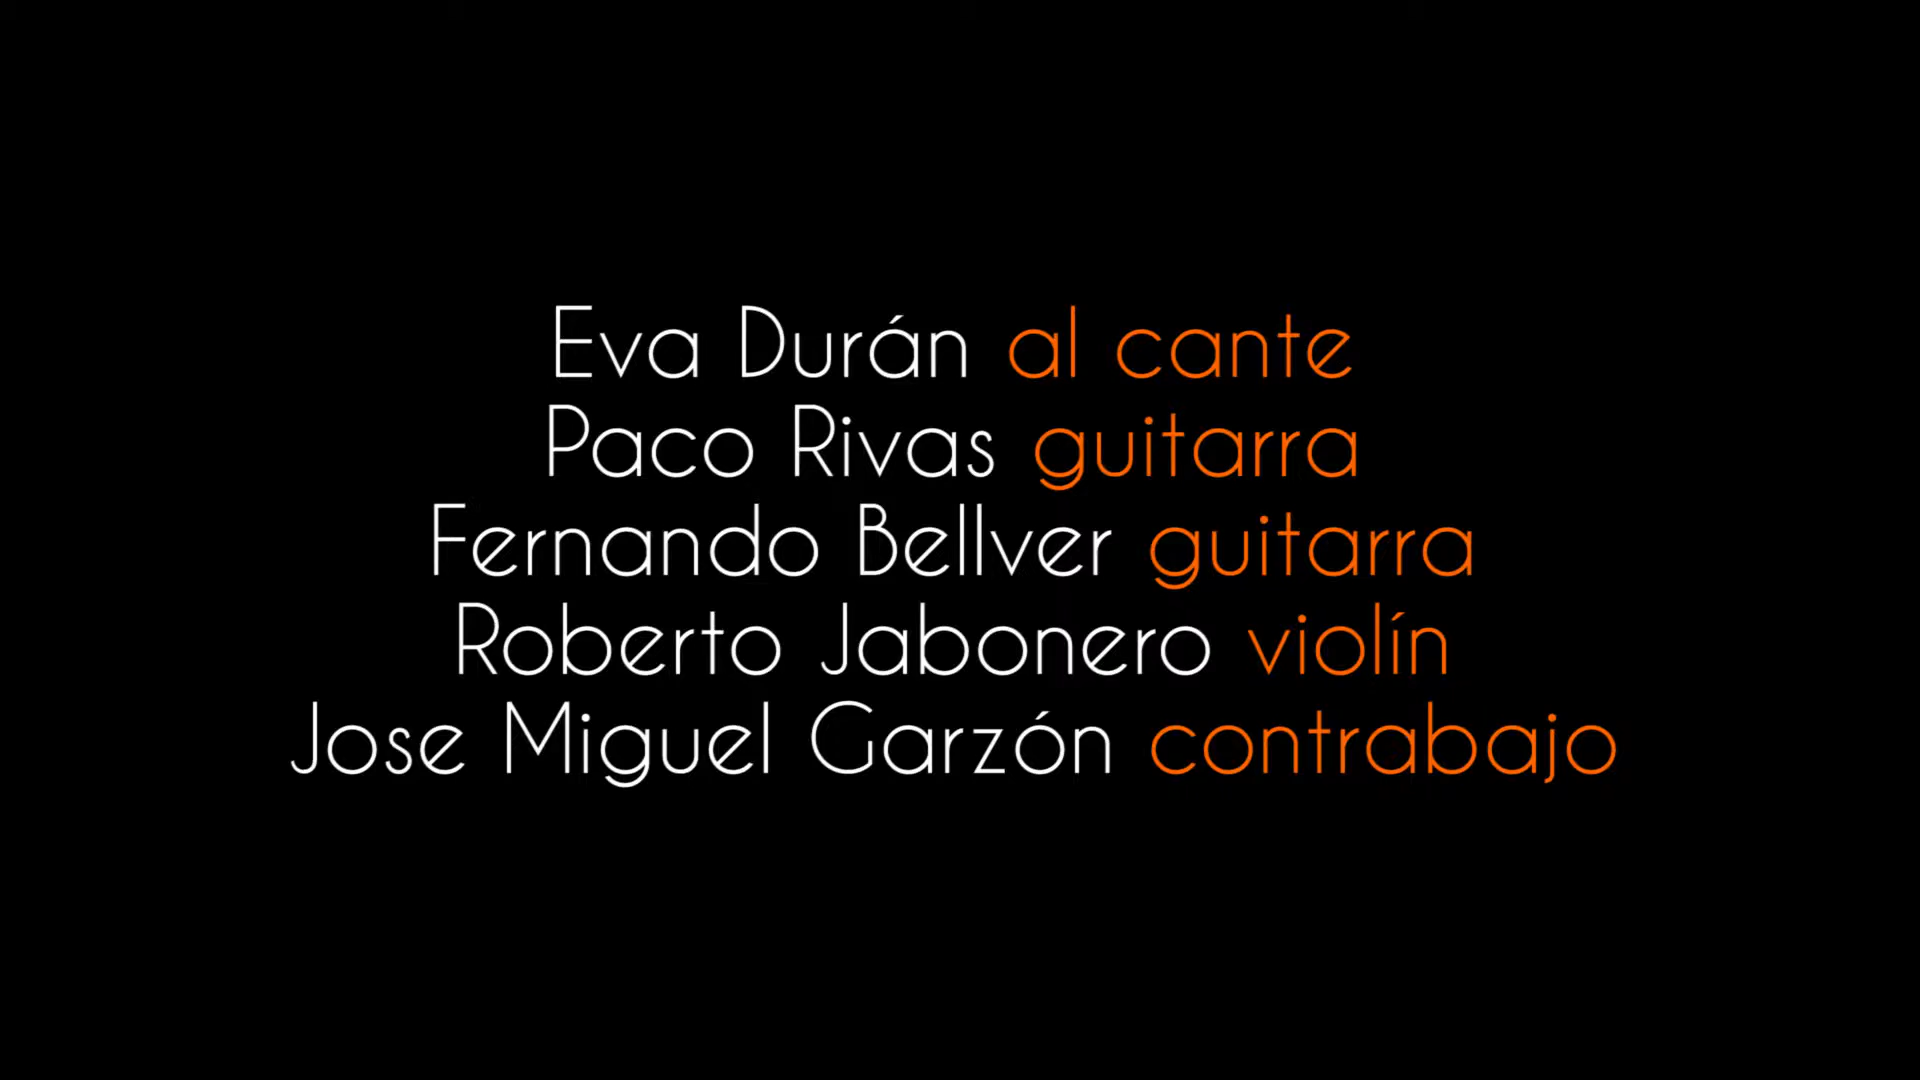 Eva Durán al cante
Paco Rivas guitarra
Fernando Bellver guitarra
Roberto Jabonero violín
Jose Miguel Garzón contrabajo